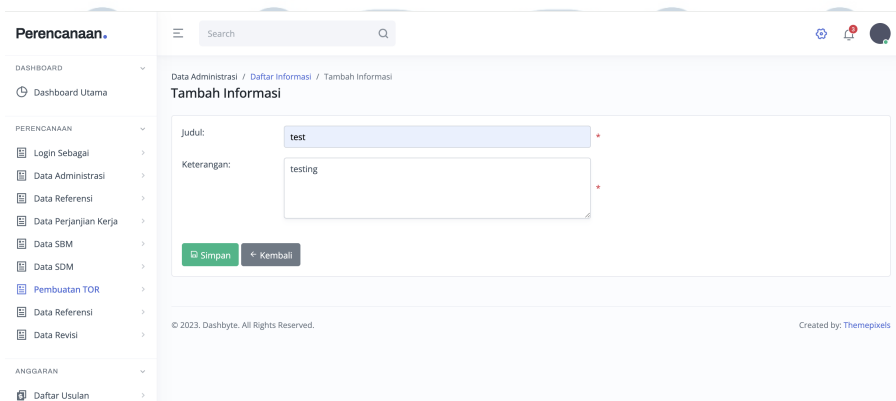 Perencanaan.
Search
3
DASHBOARD
Dashboard Utama
PERENCANAAN
Login Sebagai
Data Administrasi
Data Referensi
Data Perjanjian Kerja
Data SBM
Data SDM
Pembuatan TOR
Data Referensi
Data Revisi
ANGGARAN
Daftar Usulan
Data Administrasi / Daftar Informasi / Tambah Informasi
Tambah Informasi
Judul: test *
Keterangan: testing *
Simpan ← Kembali
© 2023. Dashbyte. All Rights Reserved. Created by: Themepixels